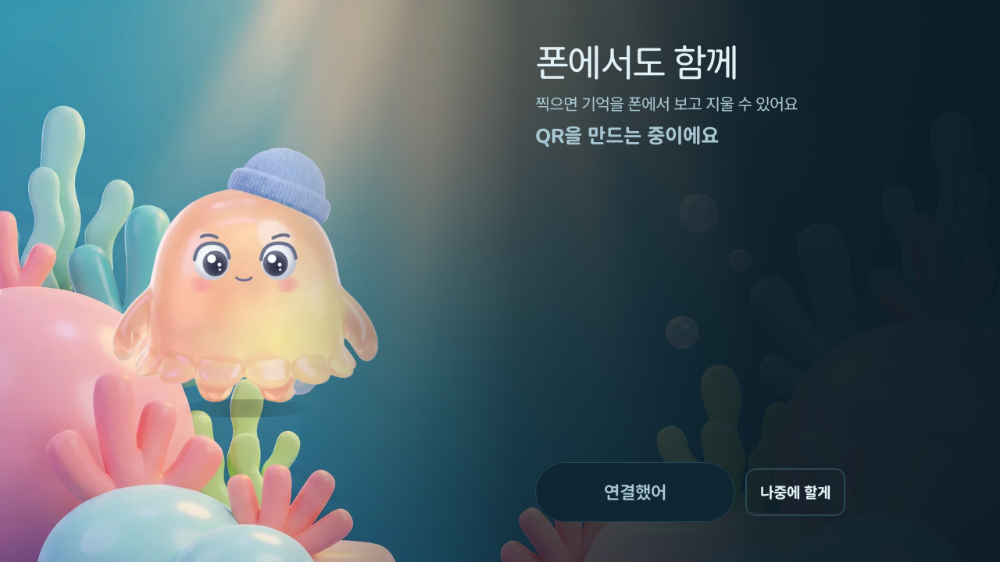 폰에서도 함께
찍으면 기억을 폰에서 보고 지울 수 있어요
QR을 만드는 중이에요
연결했어
나중에 할게